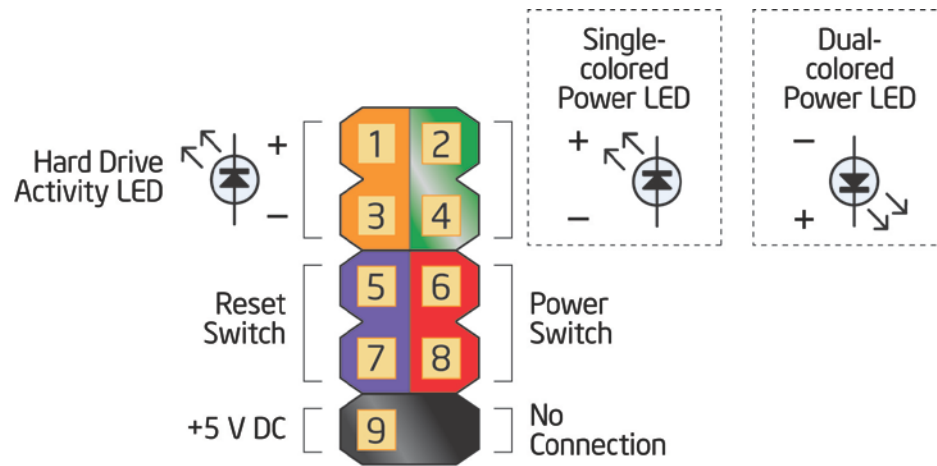 Single-
colored
Power LED
Dual-
colored
Power LED
Hard Drive
Activity LED
+
−
1 2
3 4
+
−
−
+
Reset
Switch
5 6
7 8
Power
Switch
+5 V DC
9
No
Connection